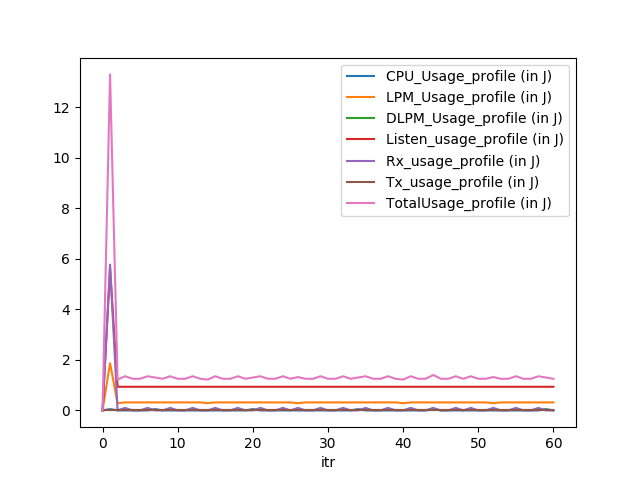 CPU_Usage_profile (in J)
LPM_Usage_profile (in J)
DLPM_Usage_profile (in J)
Listen_usage_profile (in J)
Rx_usage_profile (in J)
Tx_usage_profile (in J)
TotalUsage_profile (in J)
12
10
8
6
4
2
0
0 10 20 30 40 50 60
itr